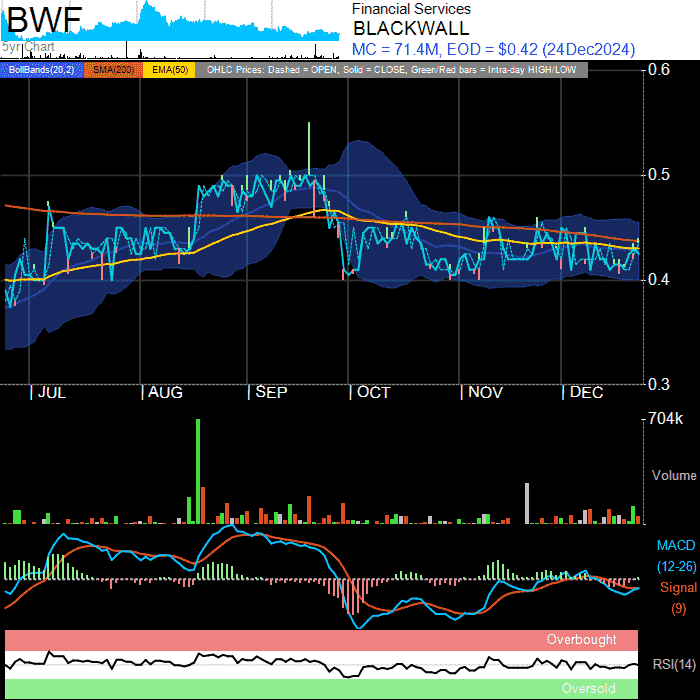 BWF
5yr Chart
Financial Services
BLACKWALL
MC = 71.4M, EOD = $0.42 (24Dec2024)
BollBands(20,2) SMA(200) EMA(50) OHLC Prices: Dashed = OPEN, Solid = CLOSE, Green/Red bars = Intra-day HIGH/LOW
0.6
0.5
0.4
0.3
JUL AUG SEP OCT NOV DEC
704k
Volume
MACD
(12-26)
Signal
(9)
Overbought
RSI(14)
Oversold